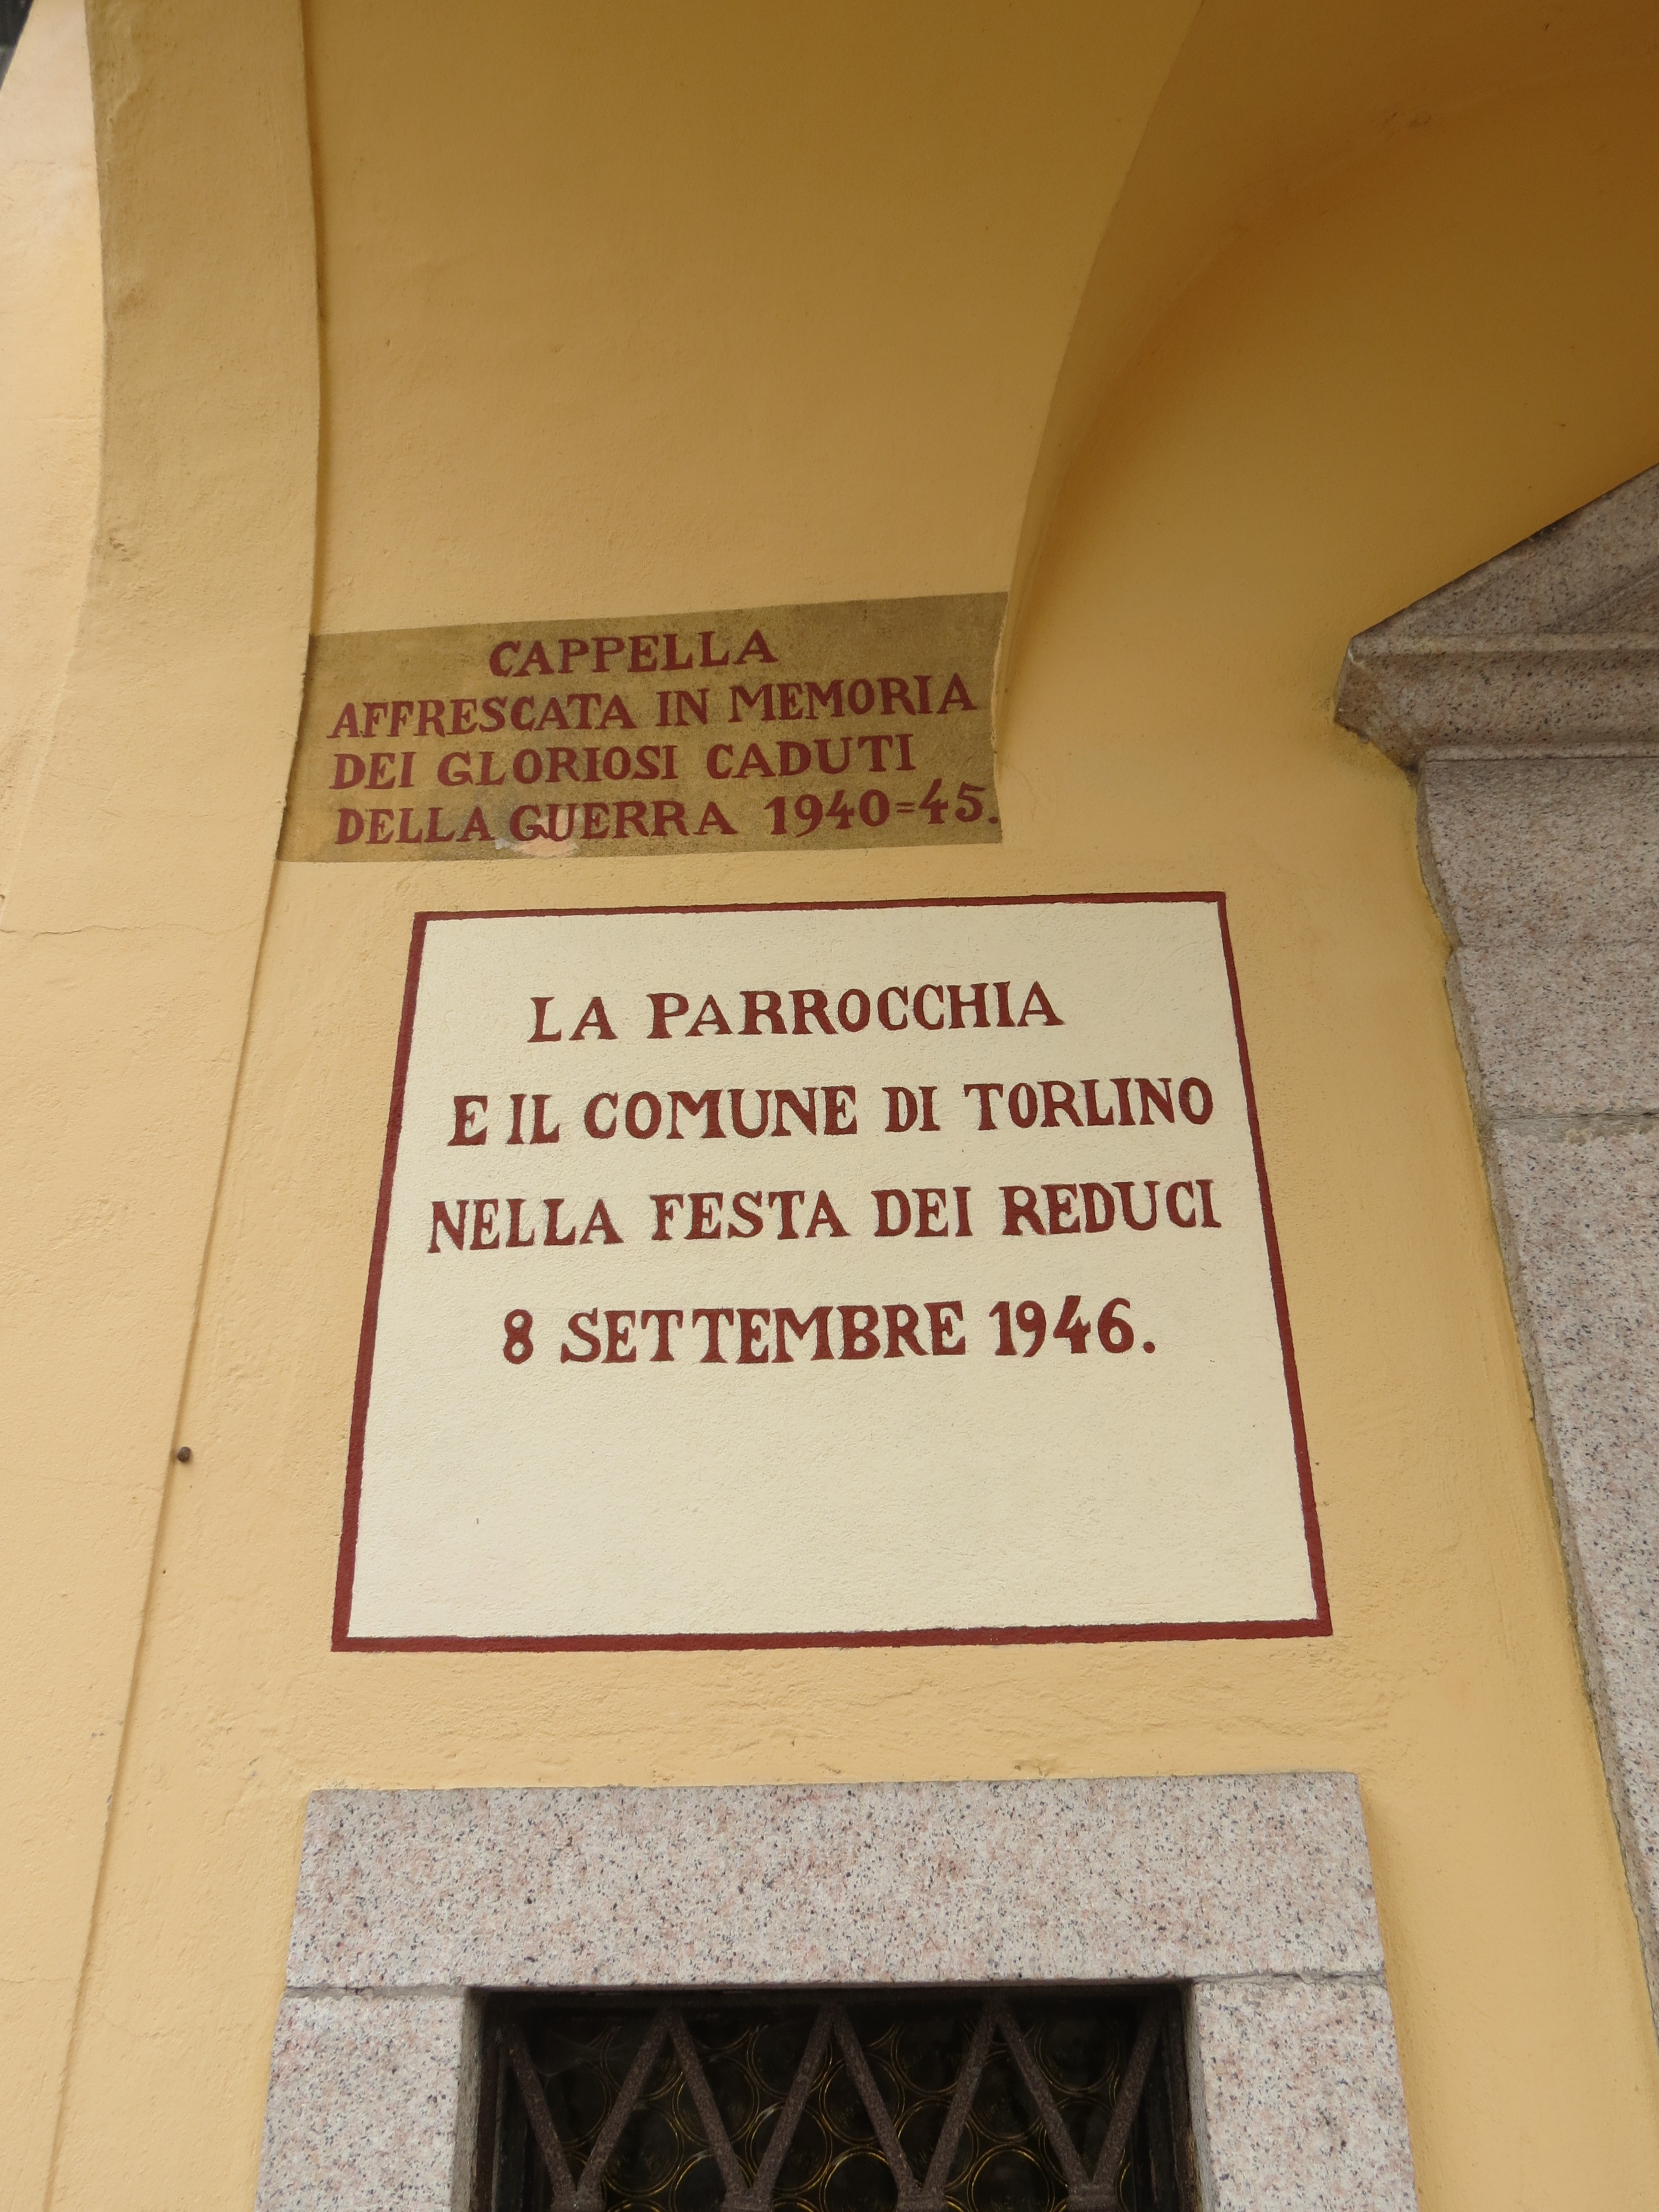 CAPPELLA
AFFRESCATA IN MEMORIA
DEI GLORIOSI CADUTI
DELLA GUERRA 1940=45.
LA PARROCCHIA
E IL COMUNE DI TORLINO
NELLA FESTA DEI REDUCI
8 SETTEMBRE 1946.